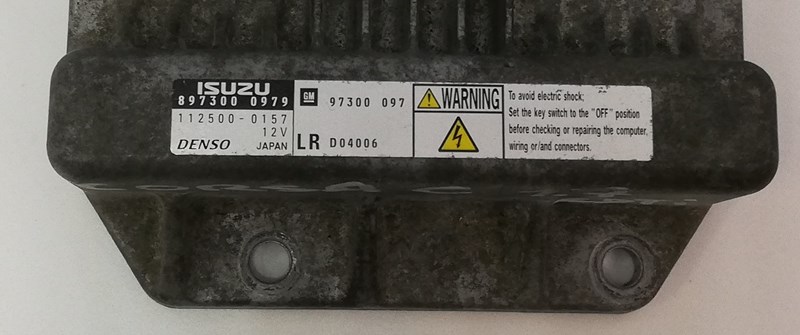 ISUZU
897300 0979
112500-0157
12V
DENSO JAPAN
GM 97300 097
LR D04006
WARNING
To avoid electric shock;
Set the key switch to the "OFF" position
before checking or repairing the computer,
wiring or/and connectors.